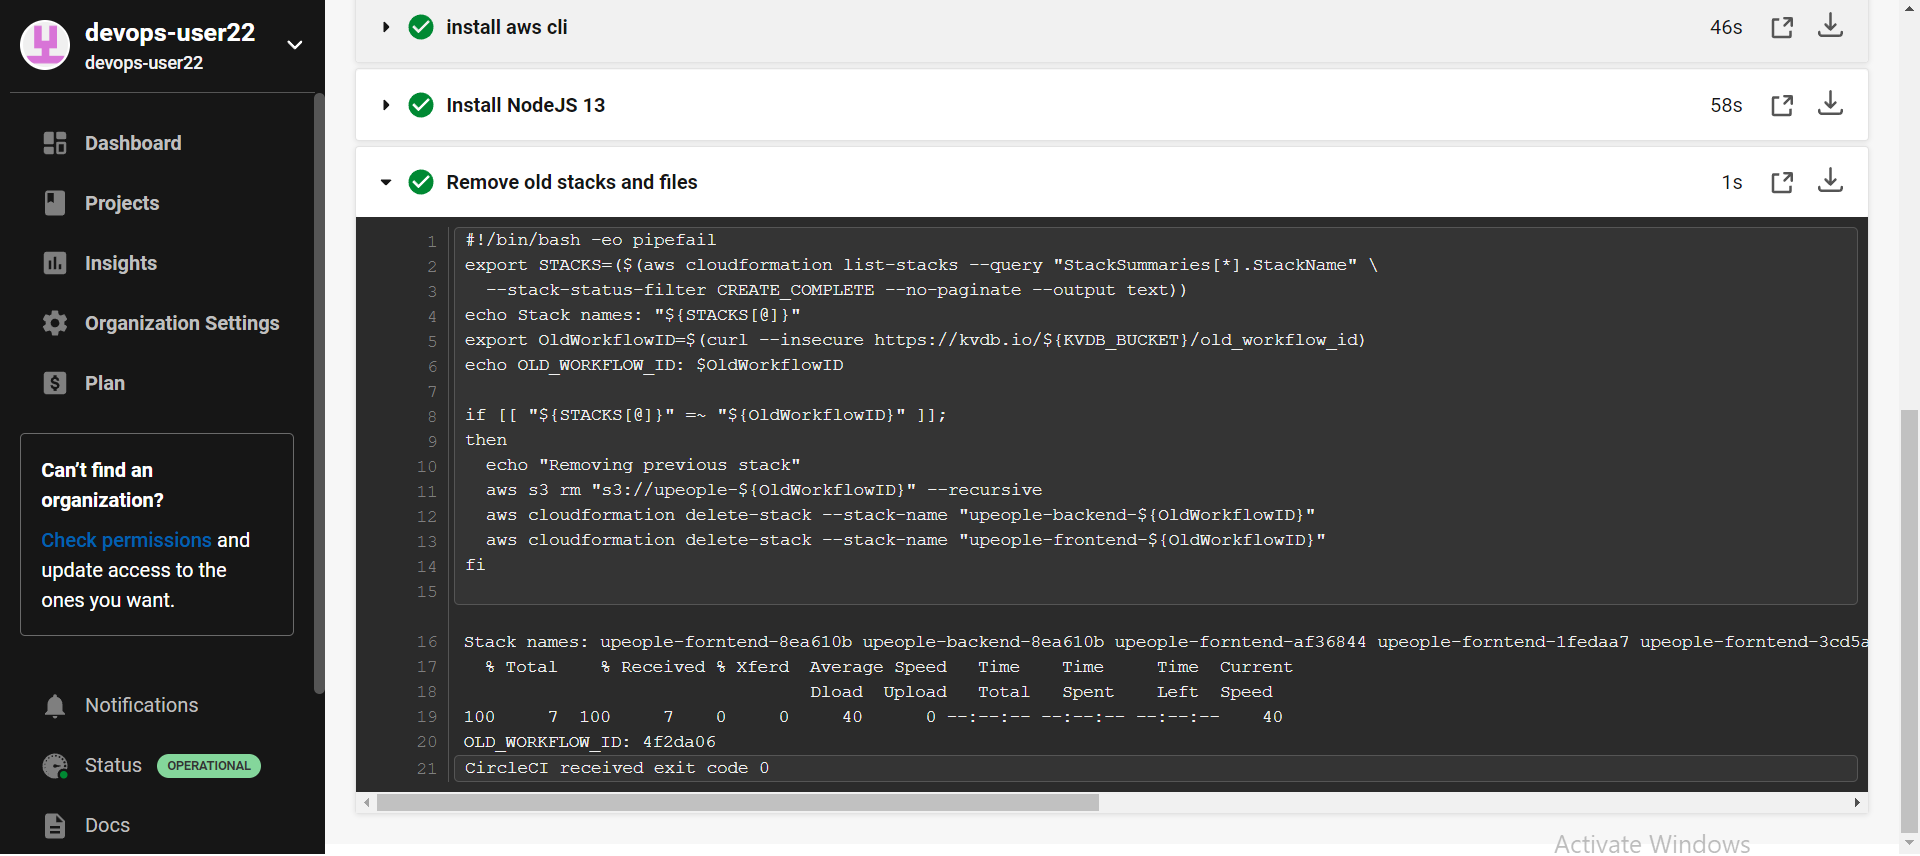 devops-user22
devops-user22
Dashboard
Projects
Insights
Organization Settings
Plan
Can't find an
organization?
Check permissions and
update access to the
ones you want.
Notifications
Status OPERATIONAL
Docs
install aws cli 46s
Install NodeJS 13 58s
Remove old stacks and files 1s
1 #!/bin/bash -eo pipefail
2 export STACKS=($(aws cloudformation list-stacks --query "StackSummaries[*].StackName" \
3 --stack-status-filter CREATE_COMPLETE --no-paginate --output text))
4 echo Stack names: "${STACKS[@]}"
5 export OldWorkflowID=$(curl --insecure https://kvdb.io/${KVDB_BUCKET}/old_workflow_id)
6 echo OLD_WORKFLOW_ID: $OldWorkflowID
7
8 if [[ "${STACKS[@]}" =~ "${OldWorkflowID}" ]];
9 then
10 echo "Removing previous stack"
11 aws s3 rm "s3://upeople-${OldWorkflowID}" --recursive
12 aws cloudformation delete-stack --stack-name "upeople-backend-${OldWorkflowID}"
13 aws cloudformation delete-stack --stack-name "upeople-frontend-${OldWorkflowID}"
14 fi
15
16 Stack names: upeople-forntend-8ea610b upeople-backend-8ea610b upeople-forntend-af36844 upeople-forntend-1fedaa7 upeople-forntend-3cd5a
17 % Total % Received % Xferd Average Speed Time Time Time Current
18 Dload Upload Total Spent Left Speed
19 100 7 100 7 0 0 40 0 --:--:-- --:--:-- --:--:-- 40
20 OLD_WORKFLOW_ID: 4f2da06
21 CircleCI received exit code 0
Activate Windows